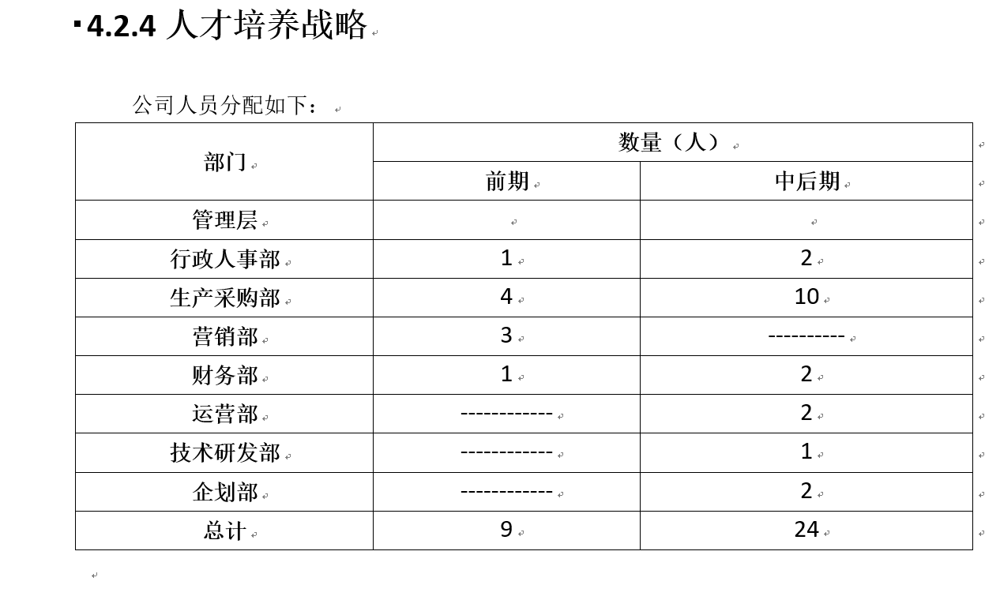 4.2.4 人才培养战略
公司人员分配如下：
部门 数量（人）
前期 中后期
管理层
行政人事部 1 2
生产采购部 4 10
营销部 3 ----------
财务部 1 2
运营部 ------------ 2
技术研发部 ------------ 1
企划部 ------------ 2
总计 9 24